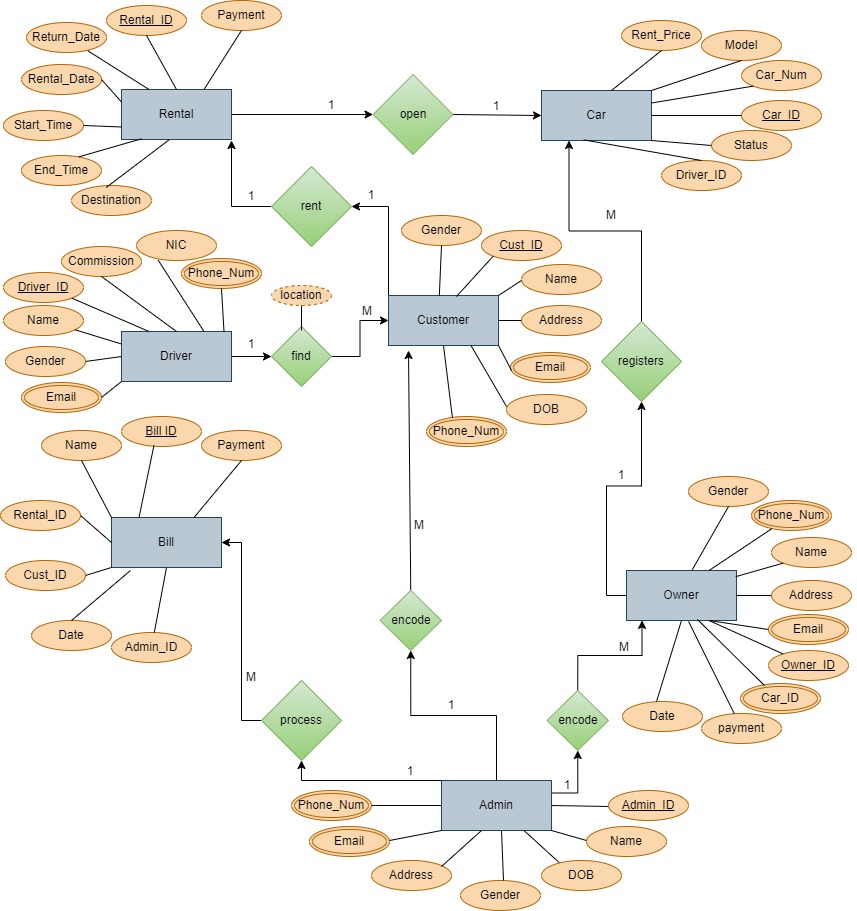 Rental_ID
Payment
Return_Date
Rental_Date
Start_Time
End_Time
Destination
Rental
1
open
1
Car
Rent_Price
Model
Car_Num
Car_ID
Status
Driver_ID
1
rent
1
M
Gender
Cust_ID
Name
Address
Email
DOB
Phone_Num
Customer
NIC
Commission
Phone_Num
Driver_ID
Name
Gender
Email
Driver
1
location
find
M
registers
1
Name
Bill ID
Payment
Rental_ID
Cust_ID
Date
Admin_ID
Bill
M
encode
Gender
Phone_Num
Name
Address
Email
Owner_ID
Car_ID
payment
Date
Owner
M
M
process
1
encode
1
1
Admin
Phone_Num
Email
Address
Gender
DOB
Name
Admin_ID